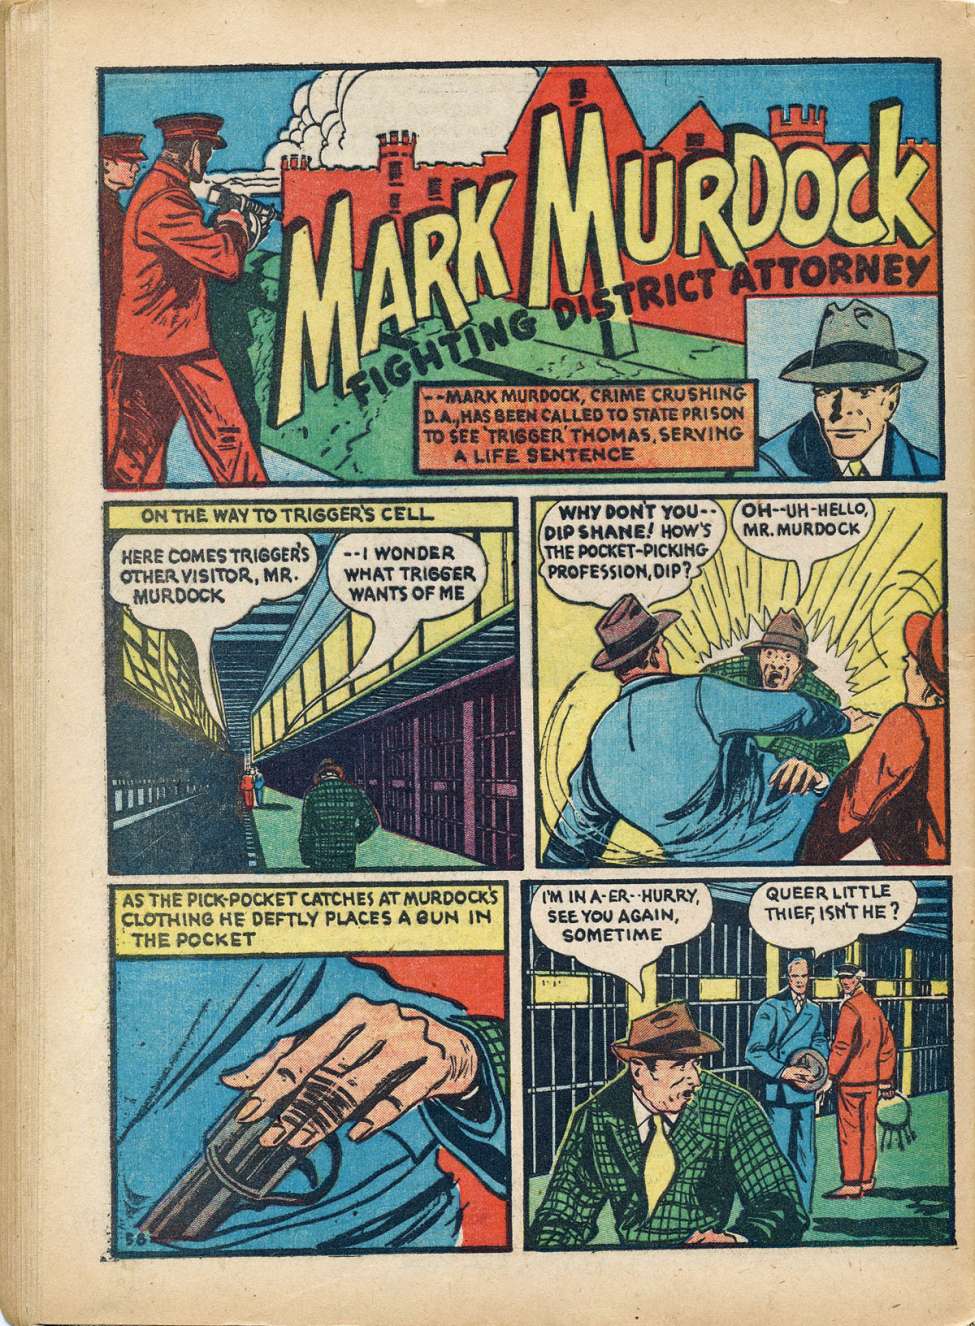 MARK MURDOCK
FIGHTING DISTRICT ATTORNEY
--MARK MURDOCK, CRIME CRUSHING
D.A., HAS BEEN CALLED TO STATE PRISON
TO SEE 'TRIGGER' THOMAS, SERVING
A LIFE SENTENCE
ON THE WAY TO TRIGGER'S CELL
HERE COMES TRIGGER'S
OTHER VISITOR, MR.
MURDOCK
--I WONDER
WHAT TRIGGER
WANTS OF ME
WHY DON'T YOU--
DIP SHANE! HOW'S
THE POCKET-PICKING
PROFESSION, DIP?
OH--UH-HELLO,
MR. MURDOCK
AS THE PICK-POCKET CATCHES AT MURDOCK'S
CLOTHING HE DEFTLY PLACES A GUN IN
THE POCKET
58
I'M IN A-ER--HURRY,
SEE YOU AGAIN,
SOMETIME
QUEER LITTLE
THIEF, ISN'T HE?